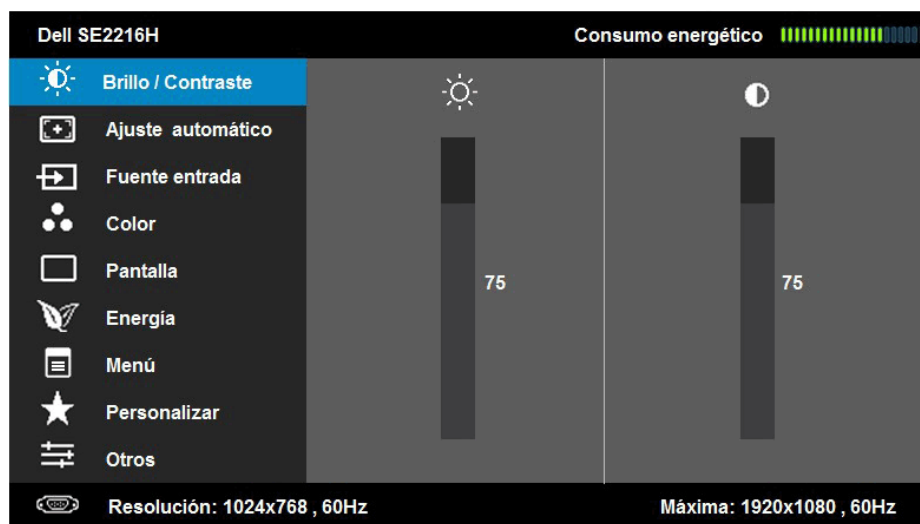 Dell SE2216H
Consumo energético
Brillo / Contraste
Ajuste automático
Fuente entrada
Color
Pantalla
Energía
Menú
Personalizar
Otros
75
75
Resolución: 1024x768 , 60Hz
Máxima: 1920x1080 , 60Hz